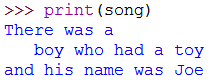 >>> print(song)
There was a
   boy who had a toy
and his name was Joe